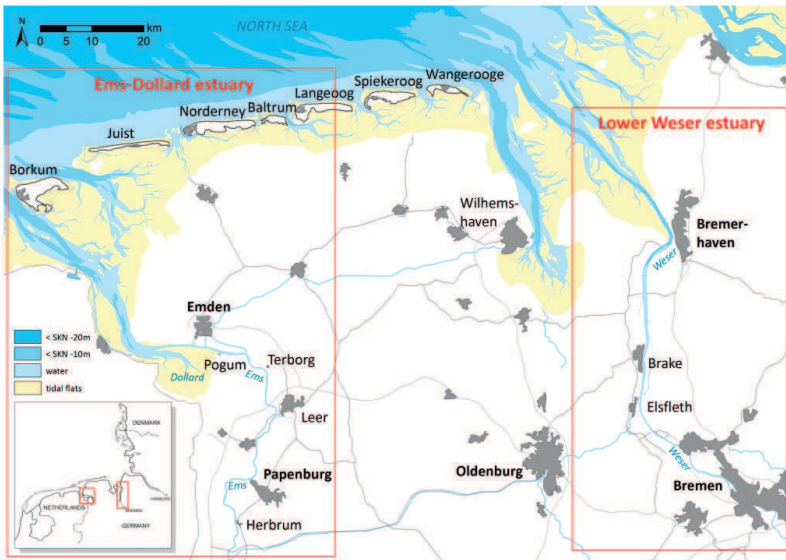 N
km
0
10
20
NORTH SEA
Ems-Dollard estuary
Lower Weser estuary
Borkum
Juist
Norderney
Baltrum
Langeoog
Spiekeroog
Wangerooge
Wilhems-
haven
Bremer-
haven
Weser
Emden
Pogum
Terborg
Dollard
Ems
Leer
Brake
Elsfleth
Papenburg
Ems
Herbrum
Oldenburg
Weser
Bremen
< SKN -20m
< SKN -10m
water
tidal flats
DENMARK
HAMBURG
NETHERLANDS
BREMEN
GERMANY